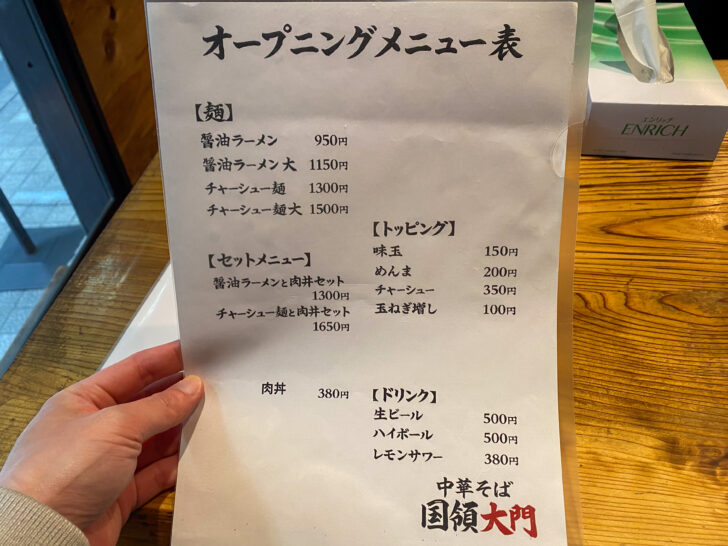 オープニングメニュー表
【麺】
醤油ラーメン 950円
醤油ラーメン大 1150円
チャーシュー麺 1300円
チャーシュー麺大 1500円
【セットメニュー】
醤油ラーメンと肉丼セット
1300円
チャーシュー麺と肉丼セット
1650円
肉丼 380円
【トッピング】
味玉 150円
めんま 200円
チャーシュー 350円
玉ねぎ増し 100円
【ドリンク】
生ビール 500円
ハイボール 500円
レモンサワー 380円
中華そば
国領大門
エンリッチ
ENRICH